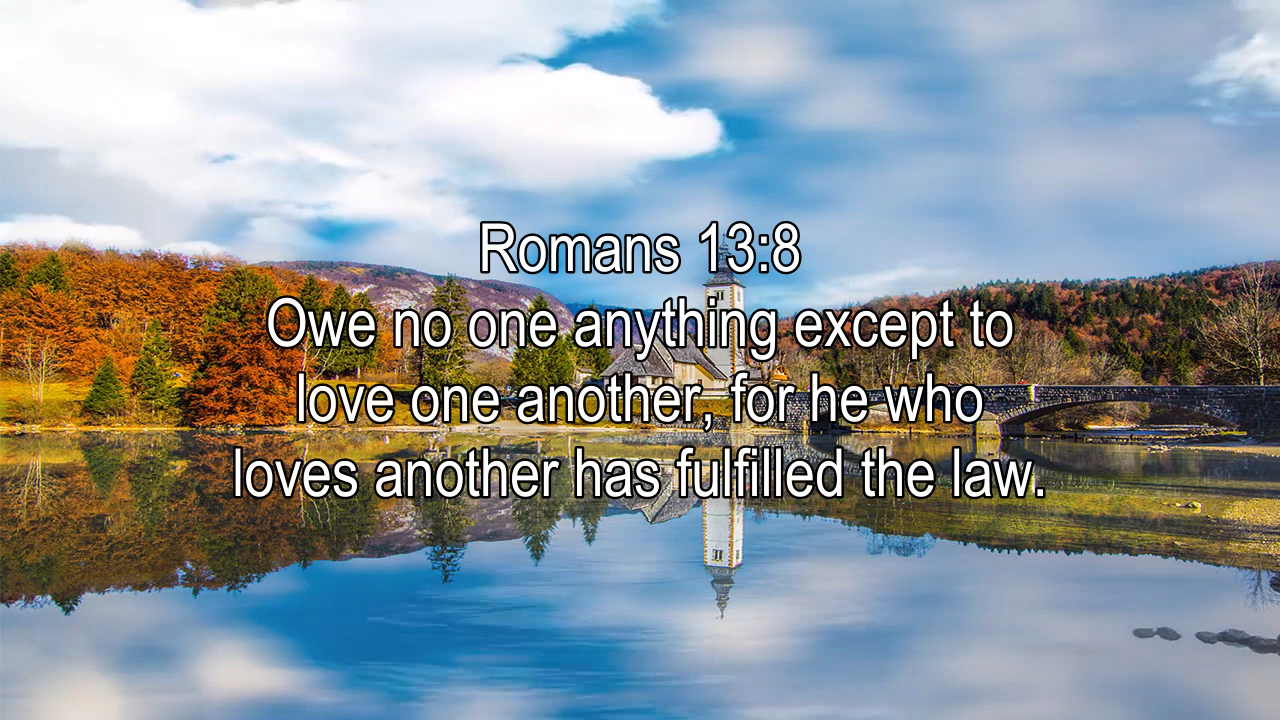 Romans 13:8
Owe no one anything except to
love one another, for he who
loves another has fulfilled the law.